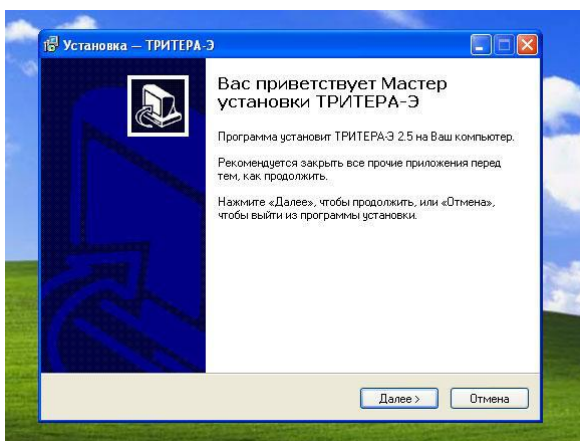 Установка — ТРИТЕРА-Э
Вас приветствует Мастер
установки ТРИТЕРА-Э
Программа установит ТРИТЕРА-Э 2.5 на Ваш компьютер.
Рекомендуется закрыть все прочие приложения перед
тем, как продолжить.
Нажмите «Далее», чтобы продолжить, или «Отмена»,
чтобы выйти из программы установки.
Далее >
Отмена